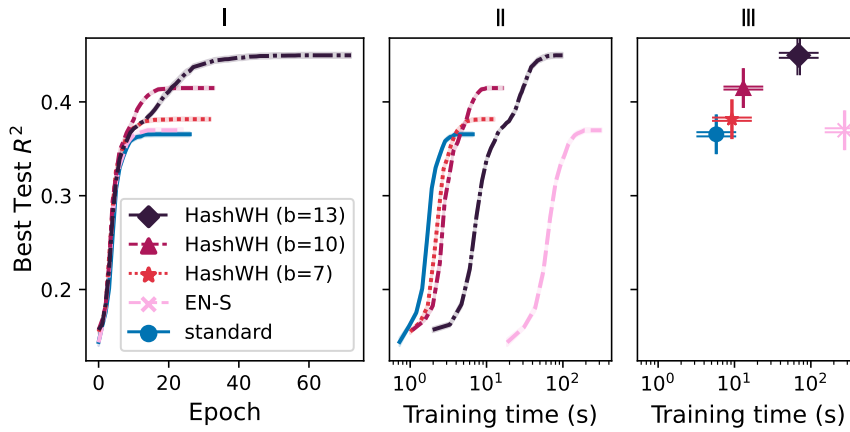 I
II
III
Best Test R²
0.4
0.3
0.2
HashWH (b=13)
HashWH (b=10)
HashWH (b=7)
EN-S
standard
0 20 40 60
10⁰ 10¹ 10²
10⁰ 10¹ 10²
Epoch
Training time (s)
Training time (s)